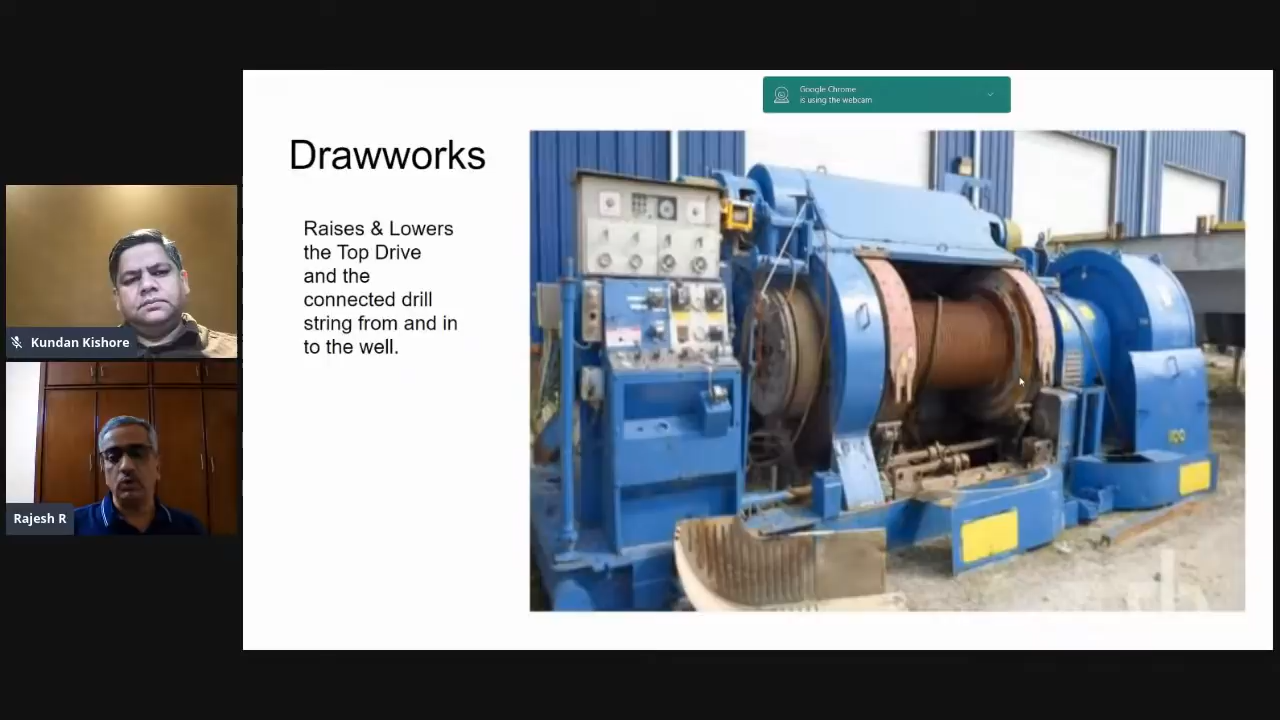 Google Chrome
is using the webcam
Drawworks
Raises & Lowers
the Top Drive
and the
connected drill
string from and in
to the well.
Kundan Kishore
Rajesh R